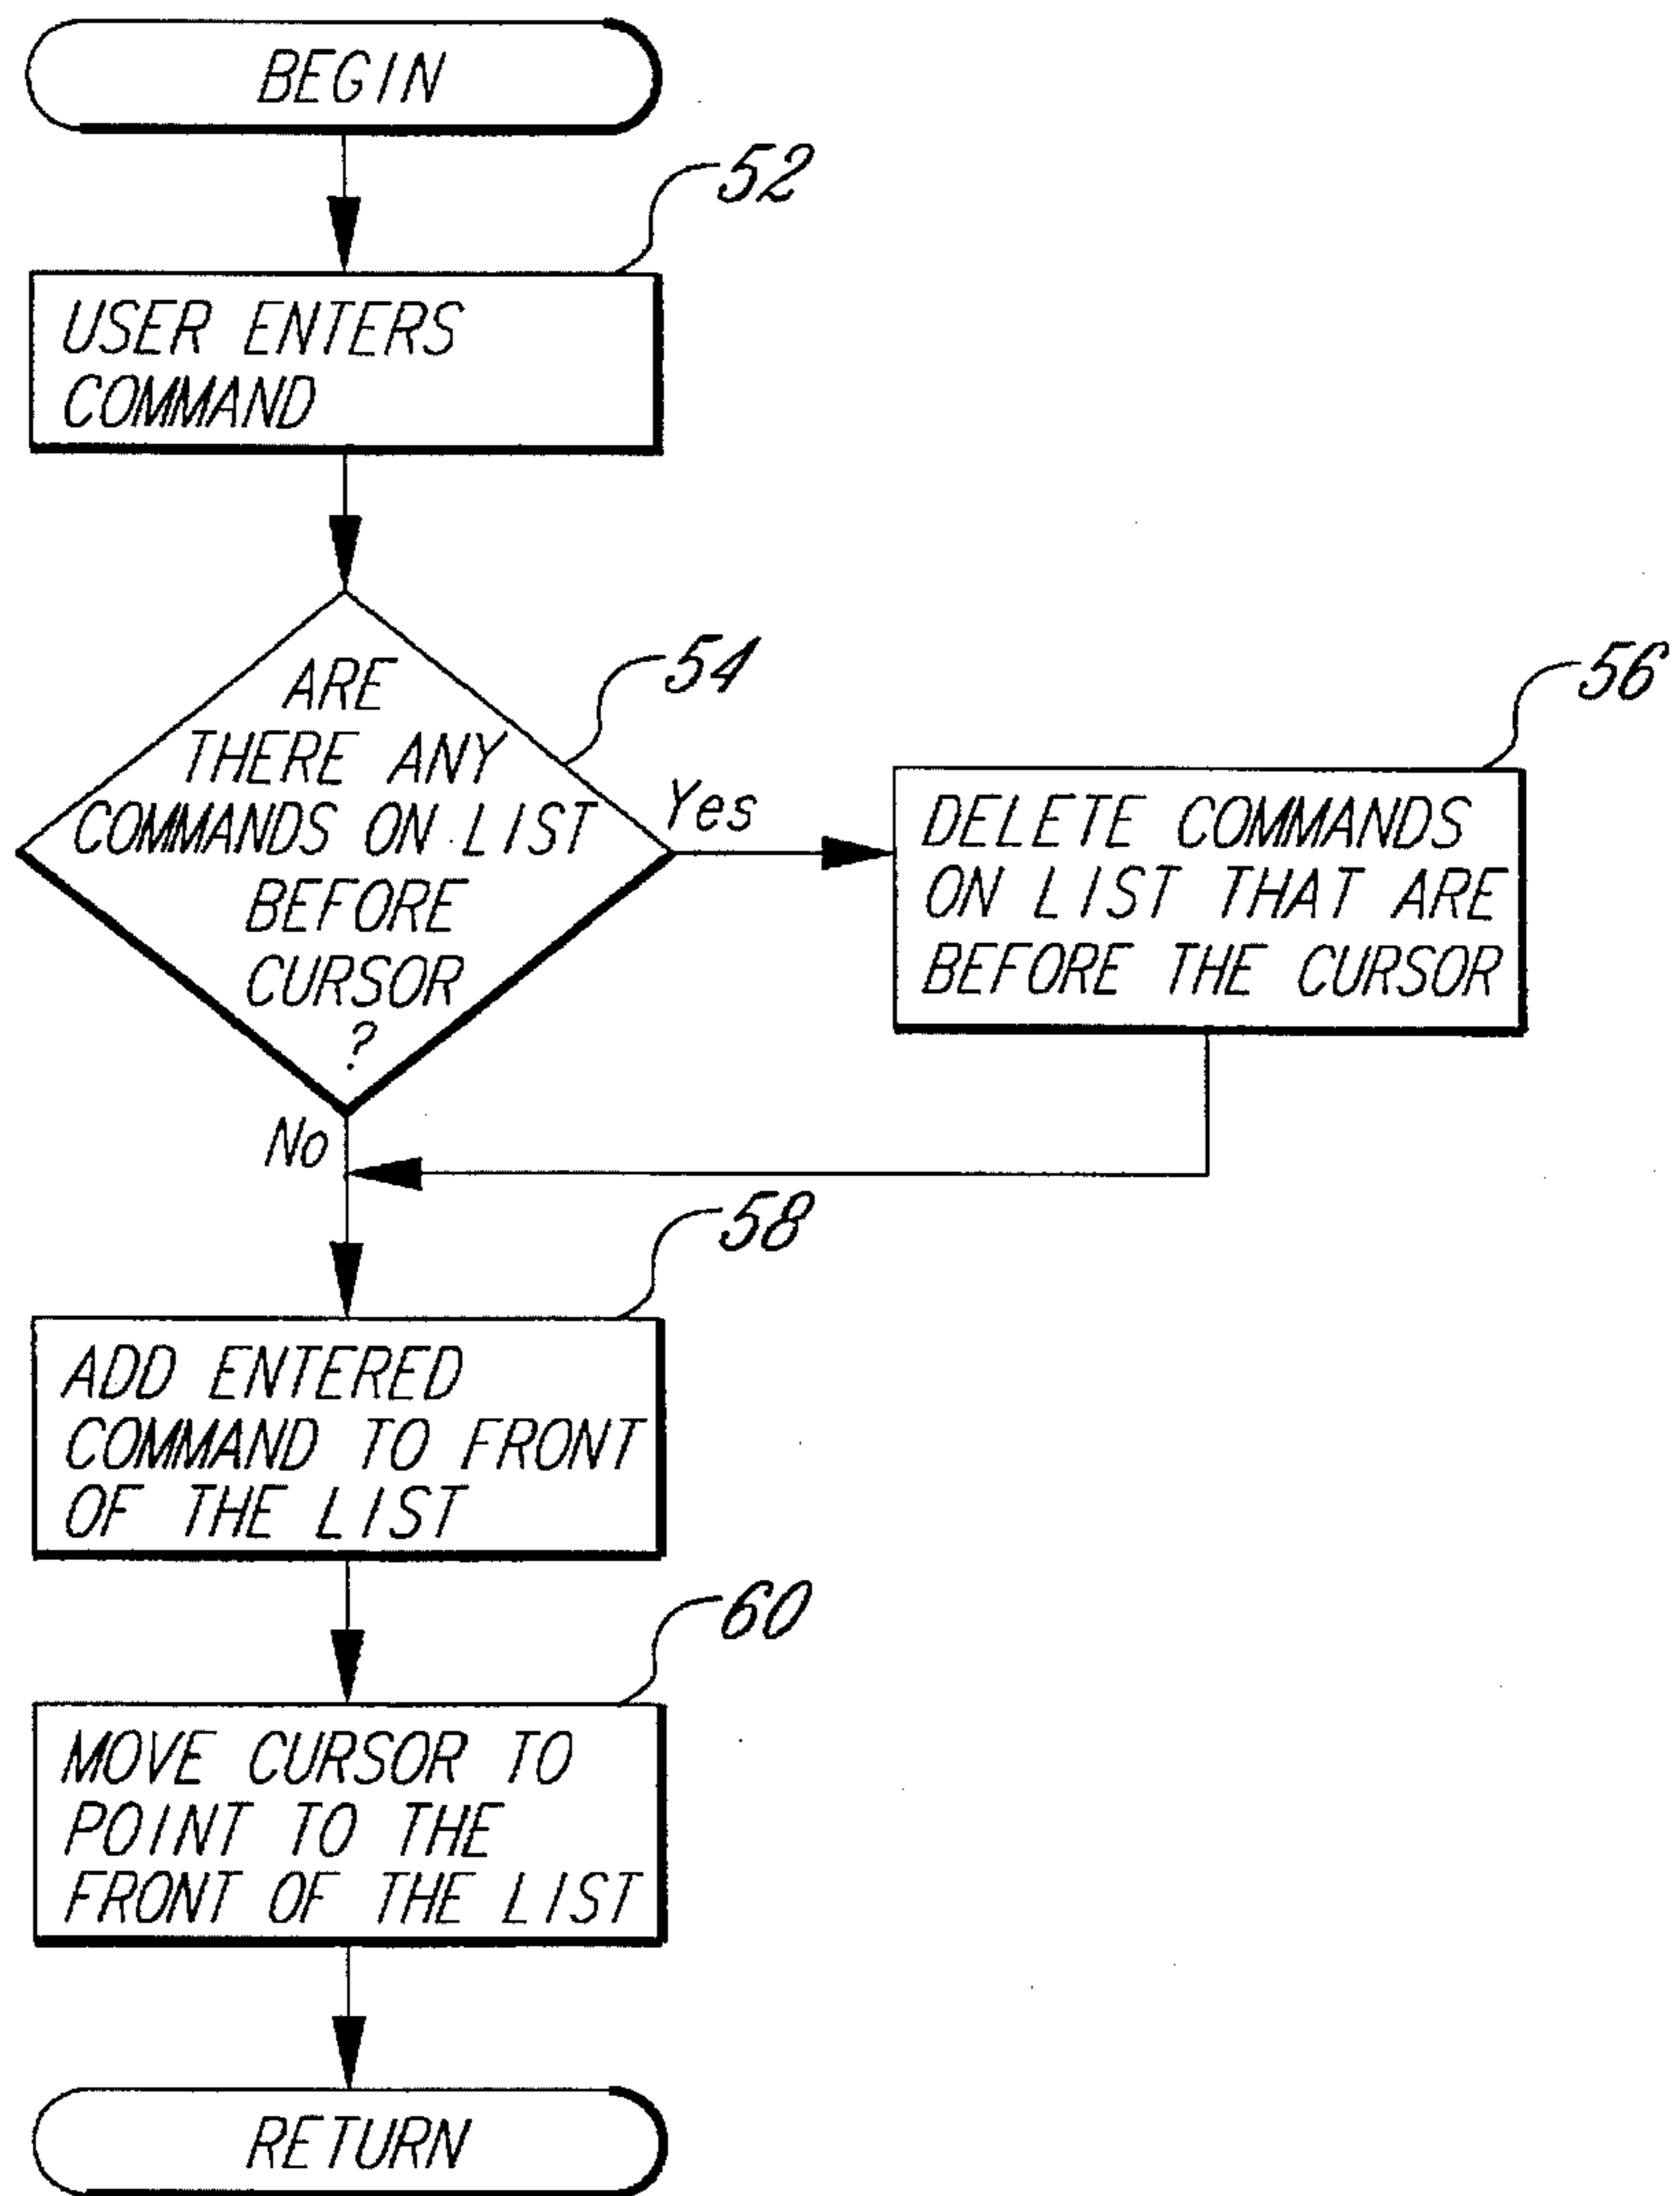 BEGIN
52
USER ENTERS
COMMAND
54
ARE
THERE ANY
COMMANDS ON LIST
BEFORE
CURSOR
?
Yes
56
DELETE COMMANDS
ON LIST THAT ARE
BEFORE THE CURSOR
No
58
ADD ENTERED
COMMAND TO FRONT
OF THE LIST
60
MOVE CURSOR TO
POINT TO THE
FRONT OF THE LIST
RETURN